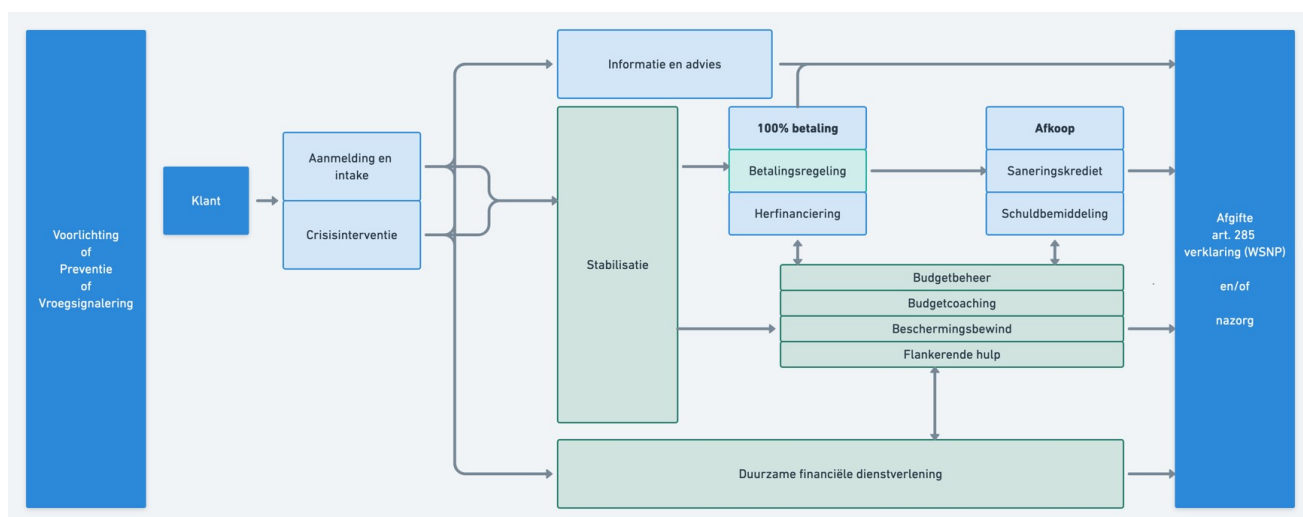 Voorlichting
of
Preventie
of
Vroegsignalering
Klant
Aanmelding en
intake
Crisisinterventie
Informatie en advies
Stabilisatie
100% betaling
Betalingsregeling
Herfinanciering
Afkoop
Saneringskrediet
Schuldbemiddeling
Budgetbeheer
Budgetcoaching
Beschermingsbewind
Flankerende hulp
Duurzame financiële dienstverlening
Afgifte
art. 285
verklaring (WSNP)
en/of
nazorg